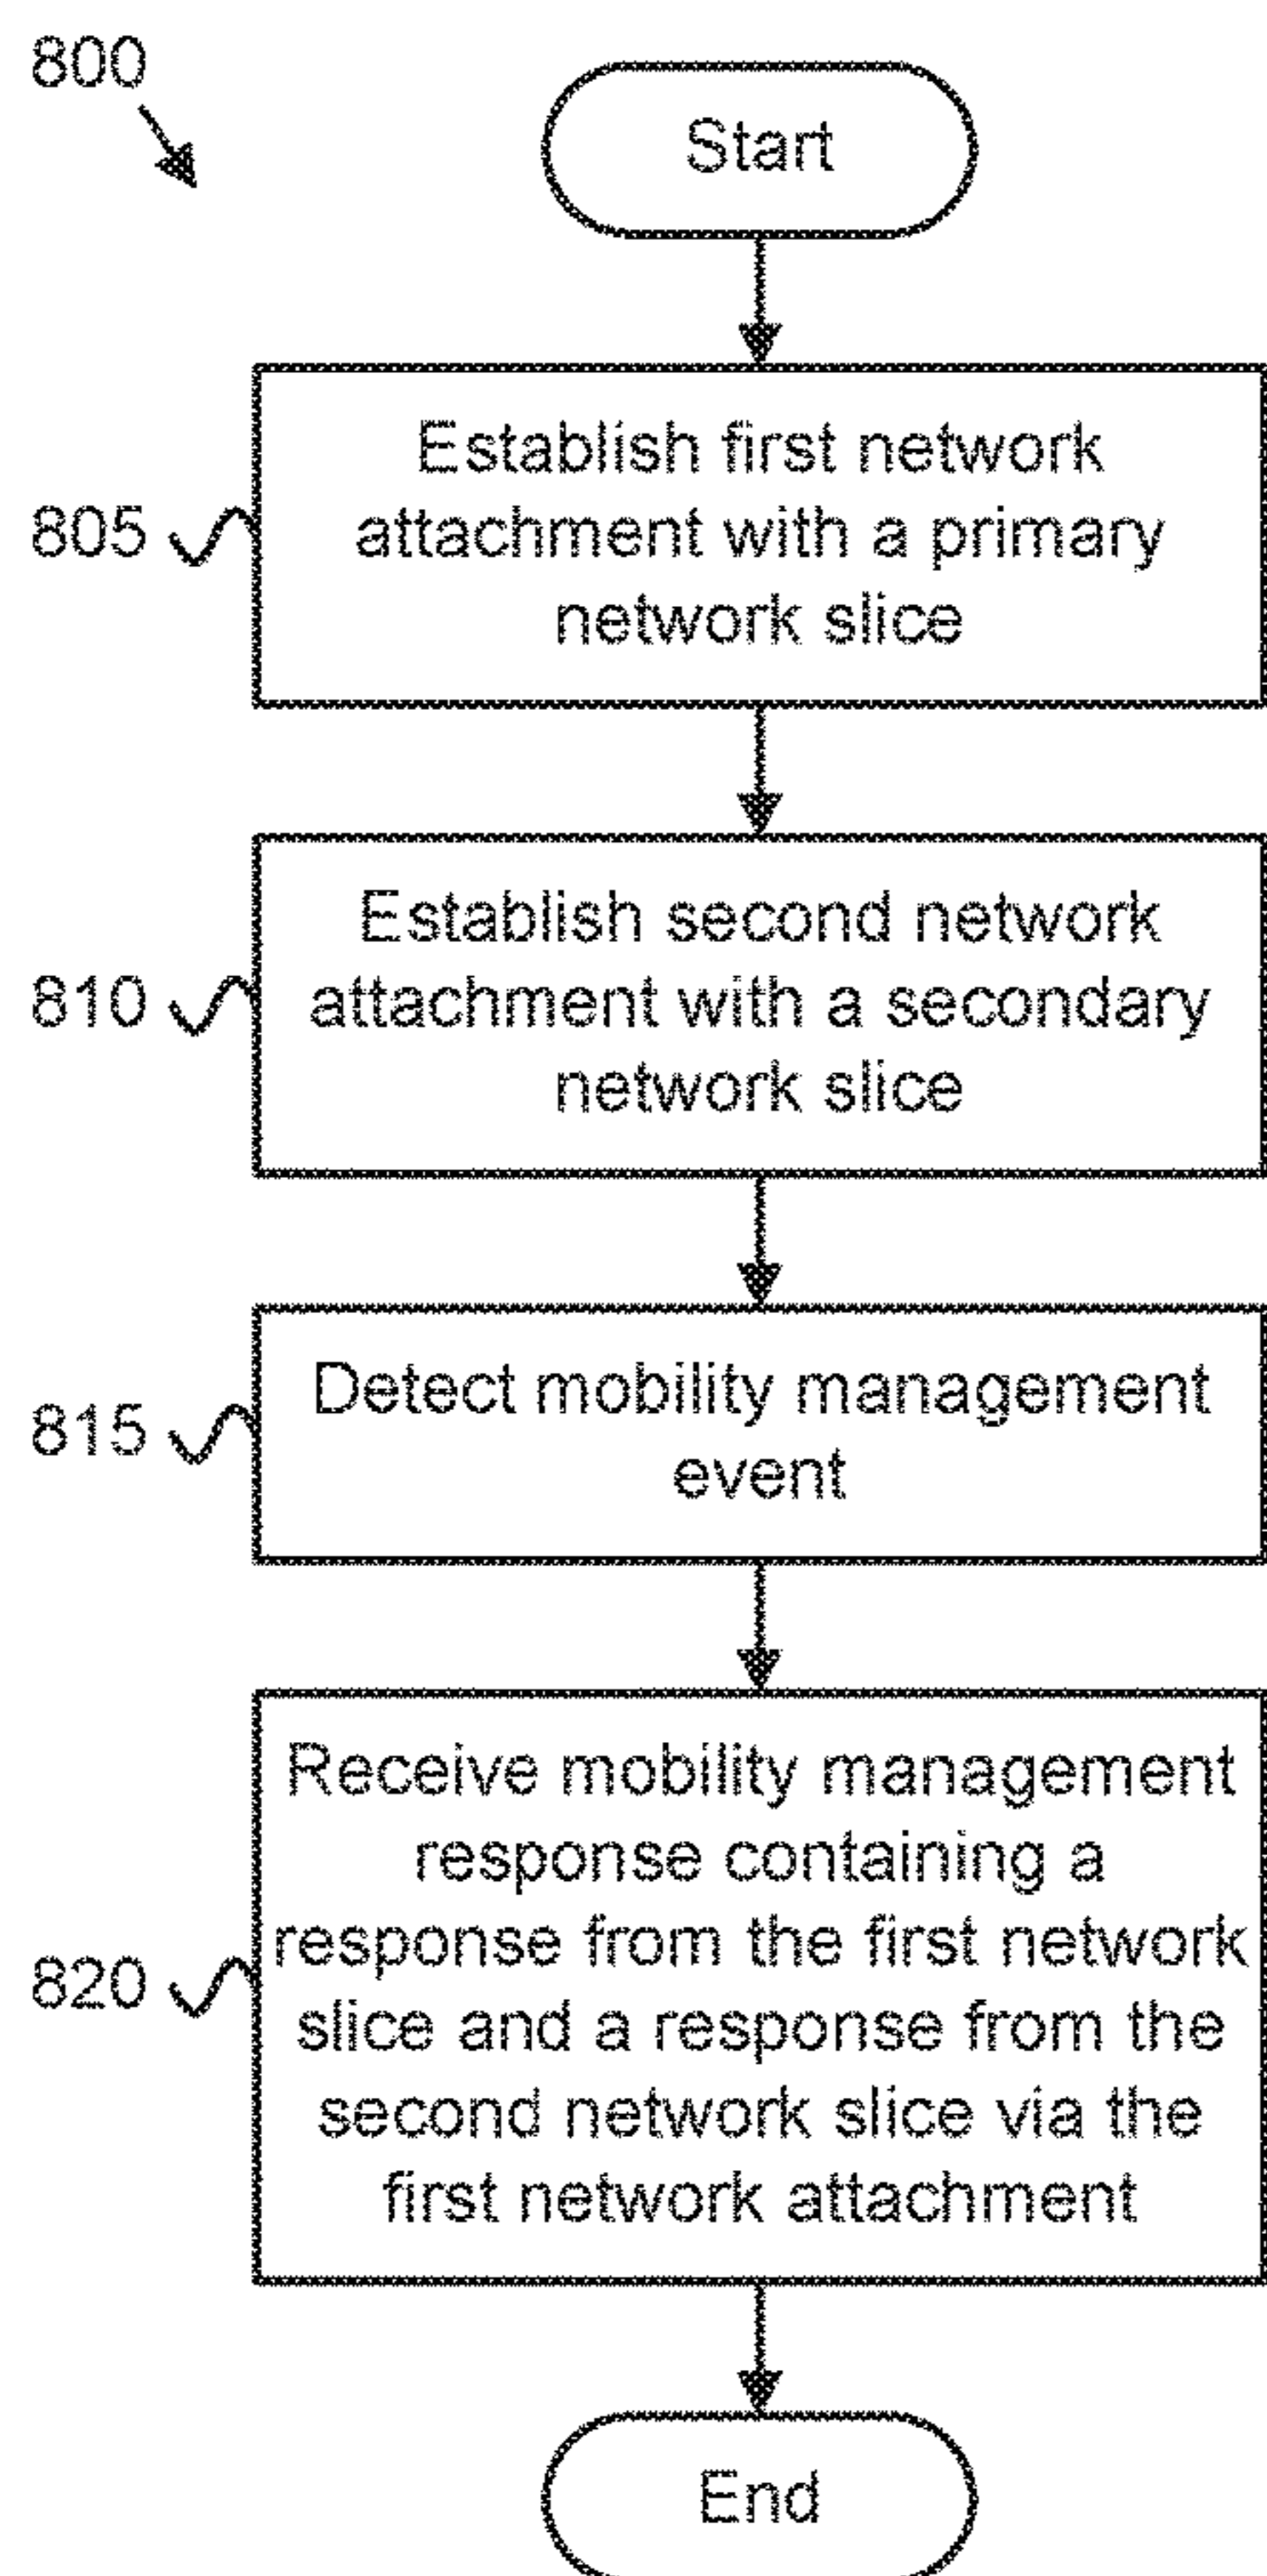 800
Start
Establish first network
805
attachment with a primary
network slice
Establish second network
810
attachment with a secondary
network slice
Detect mobility management
815
event
Receive mobility management
response containing a
response from the first network
820
slice and a response from the
second network slice via the
first network attachment
End